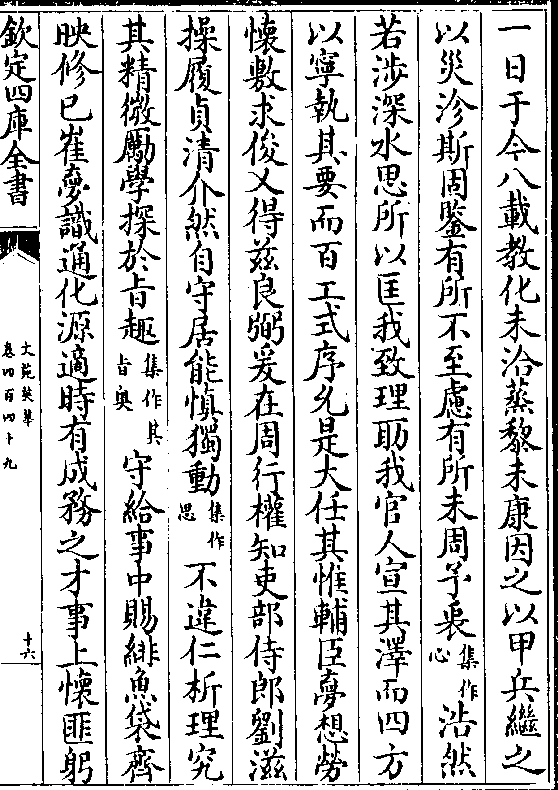 一日于今八載教化未洽蒸黎未康因之以甲兵繼之
以災沴斯固鑒有所不至慮有所未周予衷集作心浩然
若涉深水思所以匡我致理助我官人宣其澤而四方
以寧執其要而百工式序允是大任其惟輔臣夢想勞
懷敷求俊乂得兹良弼爰在周行權知吏部侍郎劉滋
操履貞清介然自守居能慎獨動集作思不違仁析理究
其精微勵學探於旨趣集作其旨奥守給事中賜緋魚袋齊
映修已崔夣識通化源適時有成務之才事上懷匪躬
欽定四庫全書
文苑英華
卷四百四十九
十六